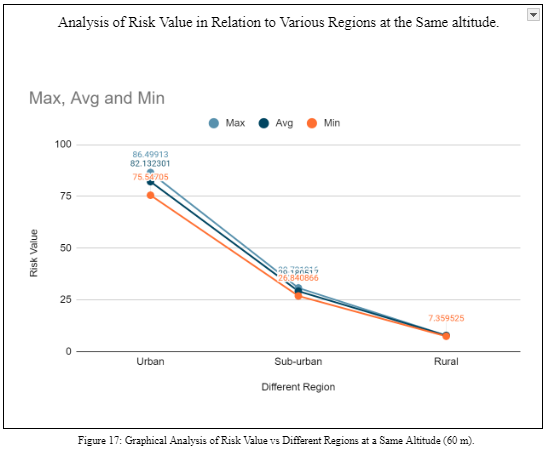 Analysis of Risk Value in Relation to Various Regions at the Same altitude.
Max, Avg and Min
Max Avg Min
100
75
50
25
0
Risk Value
86.49913
82.132301
75.54705
26.840866
7.359525
Urban Sub-urban Rural
Different Region
Figure 17: Graphical Analysis of Risk Value vs Different Regions at a Same Altitude (60 m).